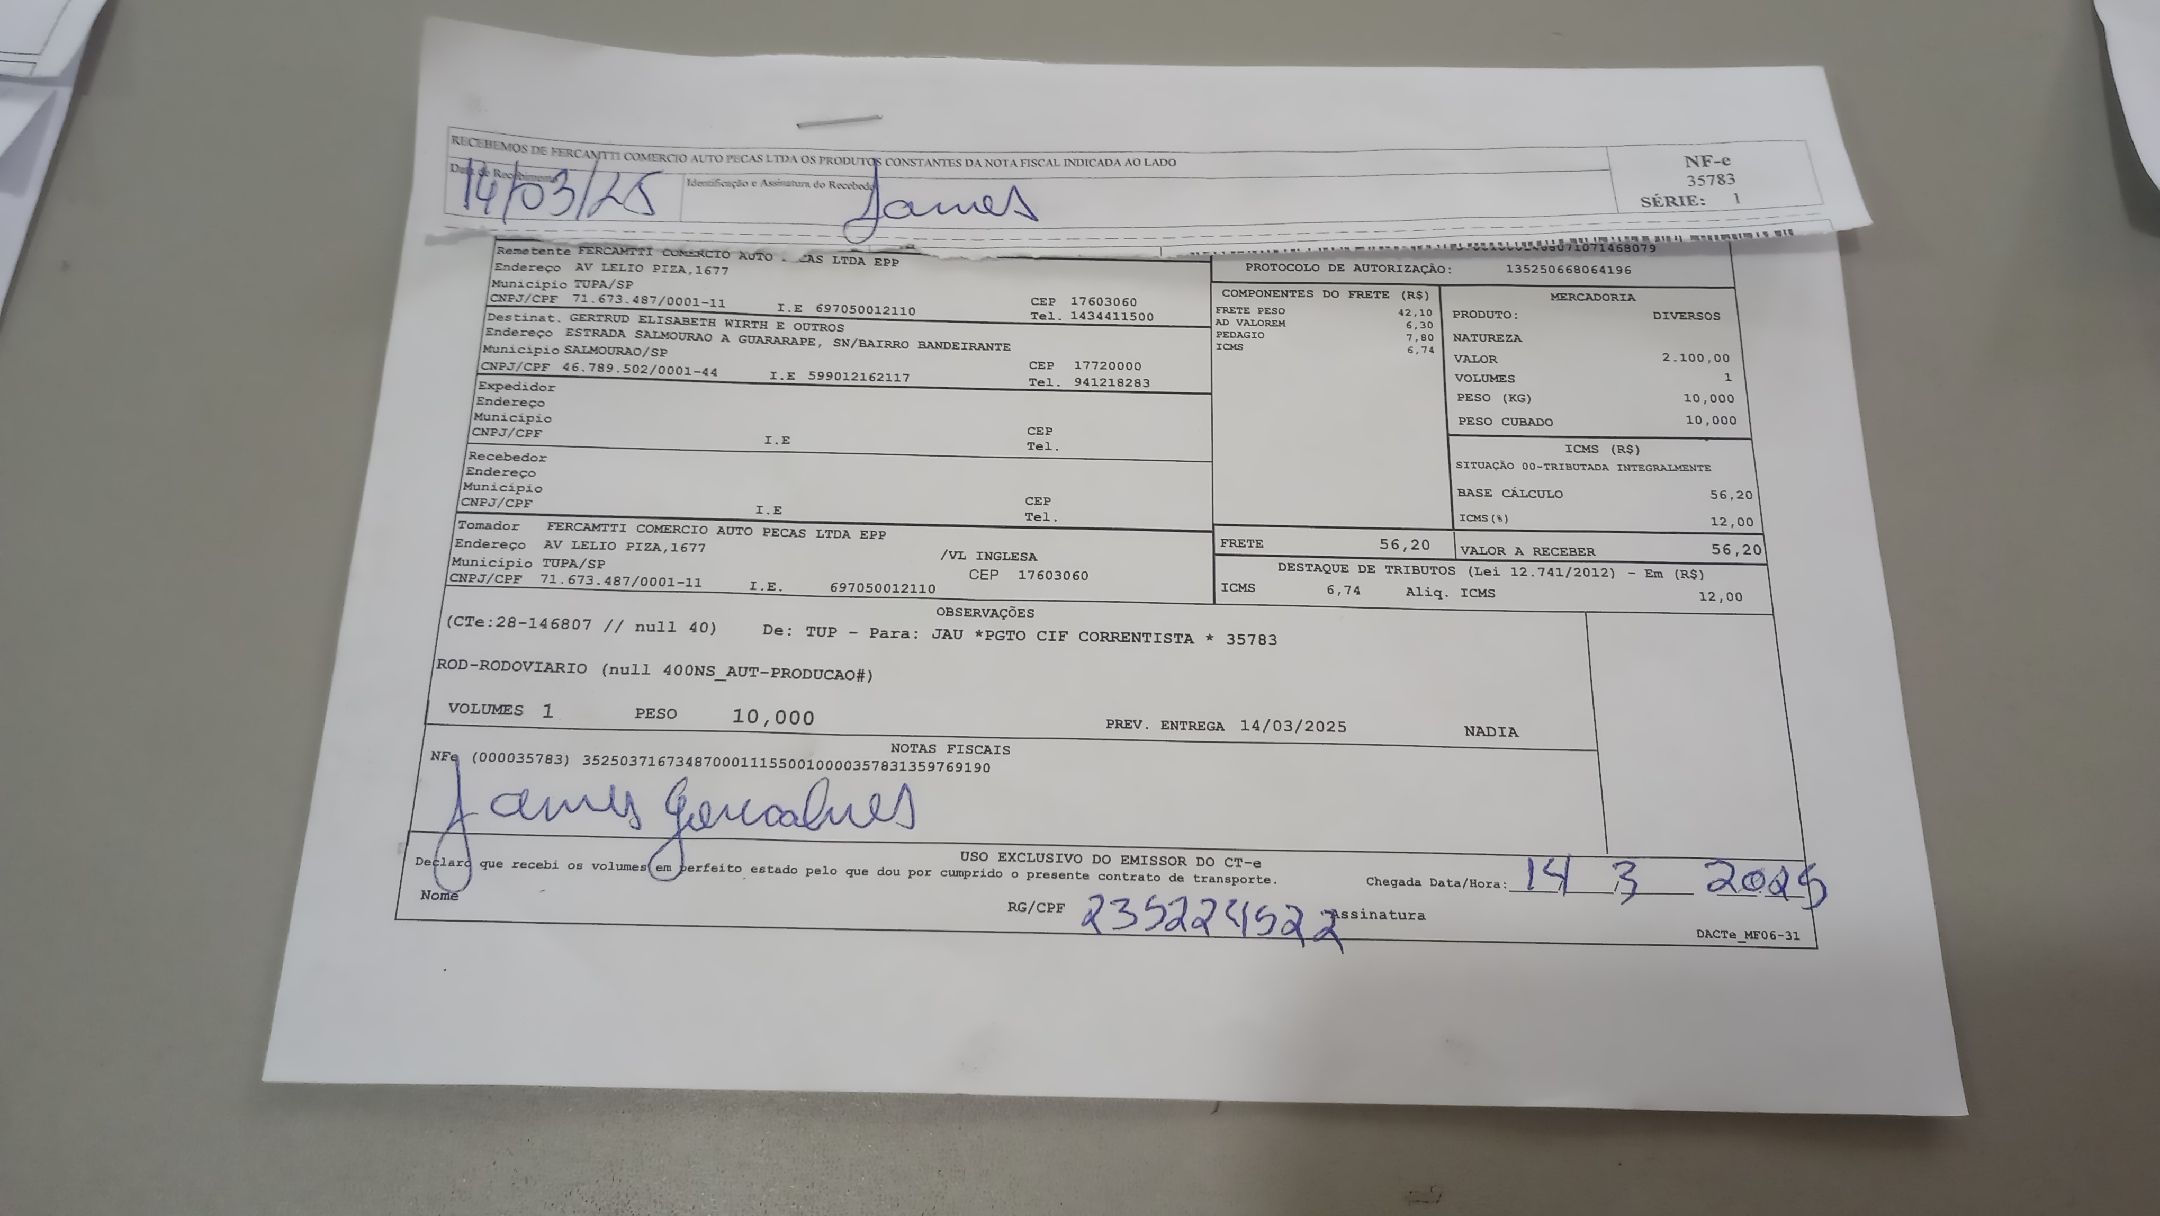 RECEBEMOS DE FERCAMTTI COMERCIO AUTO PECAS LTDA OS PRODUTOS CONSTANTES DA NOTA FISCAL INDICADA AO LADO
Data do Recebimento
14/03/25
Identificação e Assinatura do Recebedor
James
NF-e
35783
SÉRIE: 1
Remetente FERCAMTTI COMERCIO AUTO CAS LTDA EPP
Endereço AV LELIO PIZA,1677
Município TUPA/SP CEP 17603060
CNPJ/CPF 71.673.487/0001-11 I.E 697050012110 Tel. 1434411500
Destinat. GERTRUD ELISABETH WIRTH E OUTROS
Endereço ESTRADA SALMOURAO A GUARARAPE, SN/BAIRRO BANDEIRANTE
Município SALMOURAO/SP CEP 17720000
CNPJ/CPF 46.789.502/0001-44 I.E 599012162117 Tel. 941218283
Expedidor
Endereço
Município CEP
CNPJ/CPF I.E Tel.
Recebedor
Endereço
Município CEP
CNPJ/CPF I.E Tel.
Tomador FERCAMTTI COMERCIO AUTO PECAS LTDA EPP
Endereço AV LELIO PIZA,1677 /VL INGLESA
Município TUPA/SP CEP 17603060
CNPJ/CPF 71.673.487/0001-11 I.E. 697050012110
PROTOCOLO DE AUTORIZAÇÃO: 135250668064196
COMPONENTES DO FRETE (R$)
FRETE PESO 42,10
AD VALOREM 6,30
PEDAGIO 7,80
ICMS 6,74
MERCADORIA
PRODUTO: DIVERSOS
NATUREZA
VALOR 2.100,00
VOLUMES 1
PESO (KG) 10,000
PESO CUBADO 10,000
ICMS (R$)
SITUAÇÃO 00-TRIBUTADA INTEGRALMENTE
BASE CÁLCULO 56,20
ICMS(%) 12,00
FRETE 56,20 VALOR A RECEBER 56,20
DESTAQUE DE TRIBUTOS (Lei 12.741/2012) - Em (R$)
ICMS 6,74 Aliq. ICMS 12,00
OBSERVAÇÕES
(CTe:28-146807 // null 40) De: TUP - Para: JAU *PGTO CIF CORRENTISTA * 35783
ROD-RODOVIARIO (null 400NS_AUT-PRODUCAO#)
VOLUMES 1 PESO 10,000 PREV. ENTREGA 14/03/2025 NADIA
NOTAS FISCAIS
NFe (000035783) 35250371673487000111550010000357831359769190
James Goncalves
USO EXCLUSIVO DO EMISSOR DO CT-e
Declaro que recebi os volumes em perfeito estado pelo que dou por cumprido o presente contrato de transporte.
Chegada Data/Hora: 14 3 2025
Nome RG/CPF 235224522 Assinatura
DACTe_MF06-31